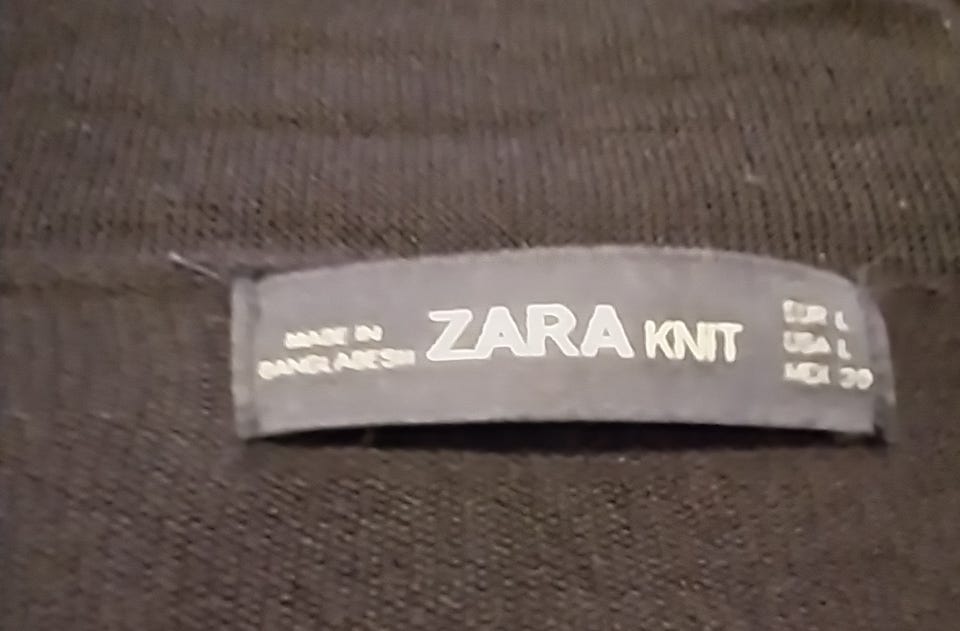 MADE IN
BANGLADESH
ZARA KNIT
EUR L
USA L
MEX